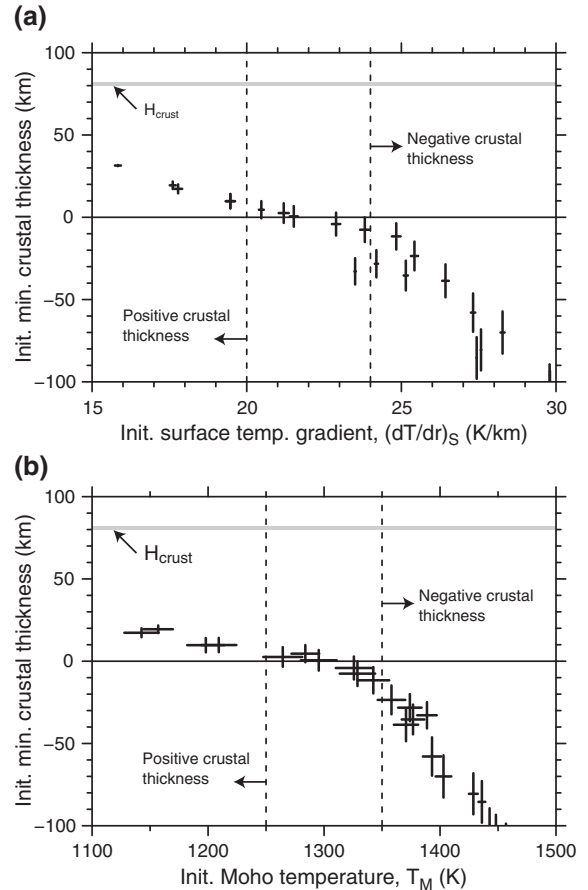 (a)
100
50
0
−50
−100
Init. min. crustal thickness (km)
H_crust
Negative crustal
thickness
Positive crustal
thickness
15
20
25
30
Init. surface temp. gradient, (dT/dr)_S (K/km)
(b)
100
50
0
−50
−100
Init. min. crustal thickness (km)
H_crust
Negative crustal
thickness
Positive crustal
thickness
1100
1200
1300
1400
1500
Init. Moho temperature, T_M (K)